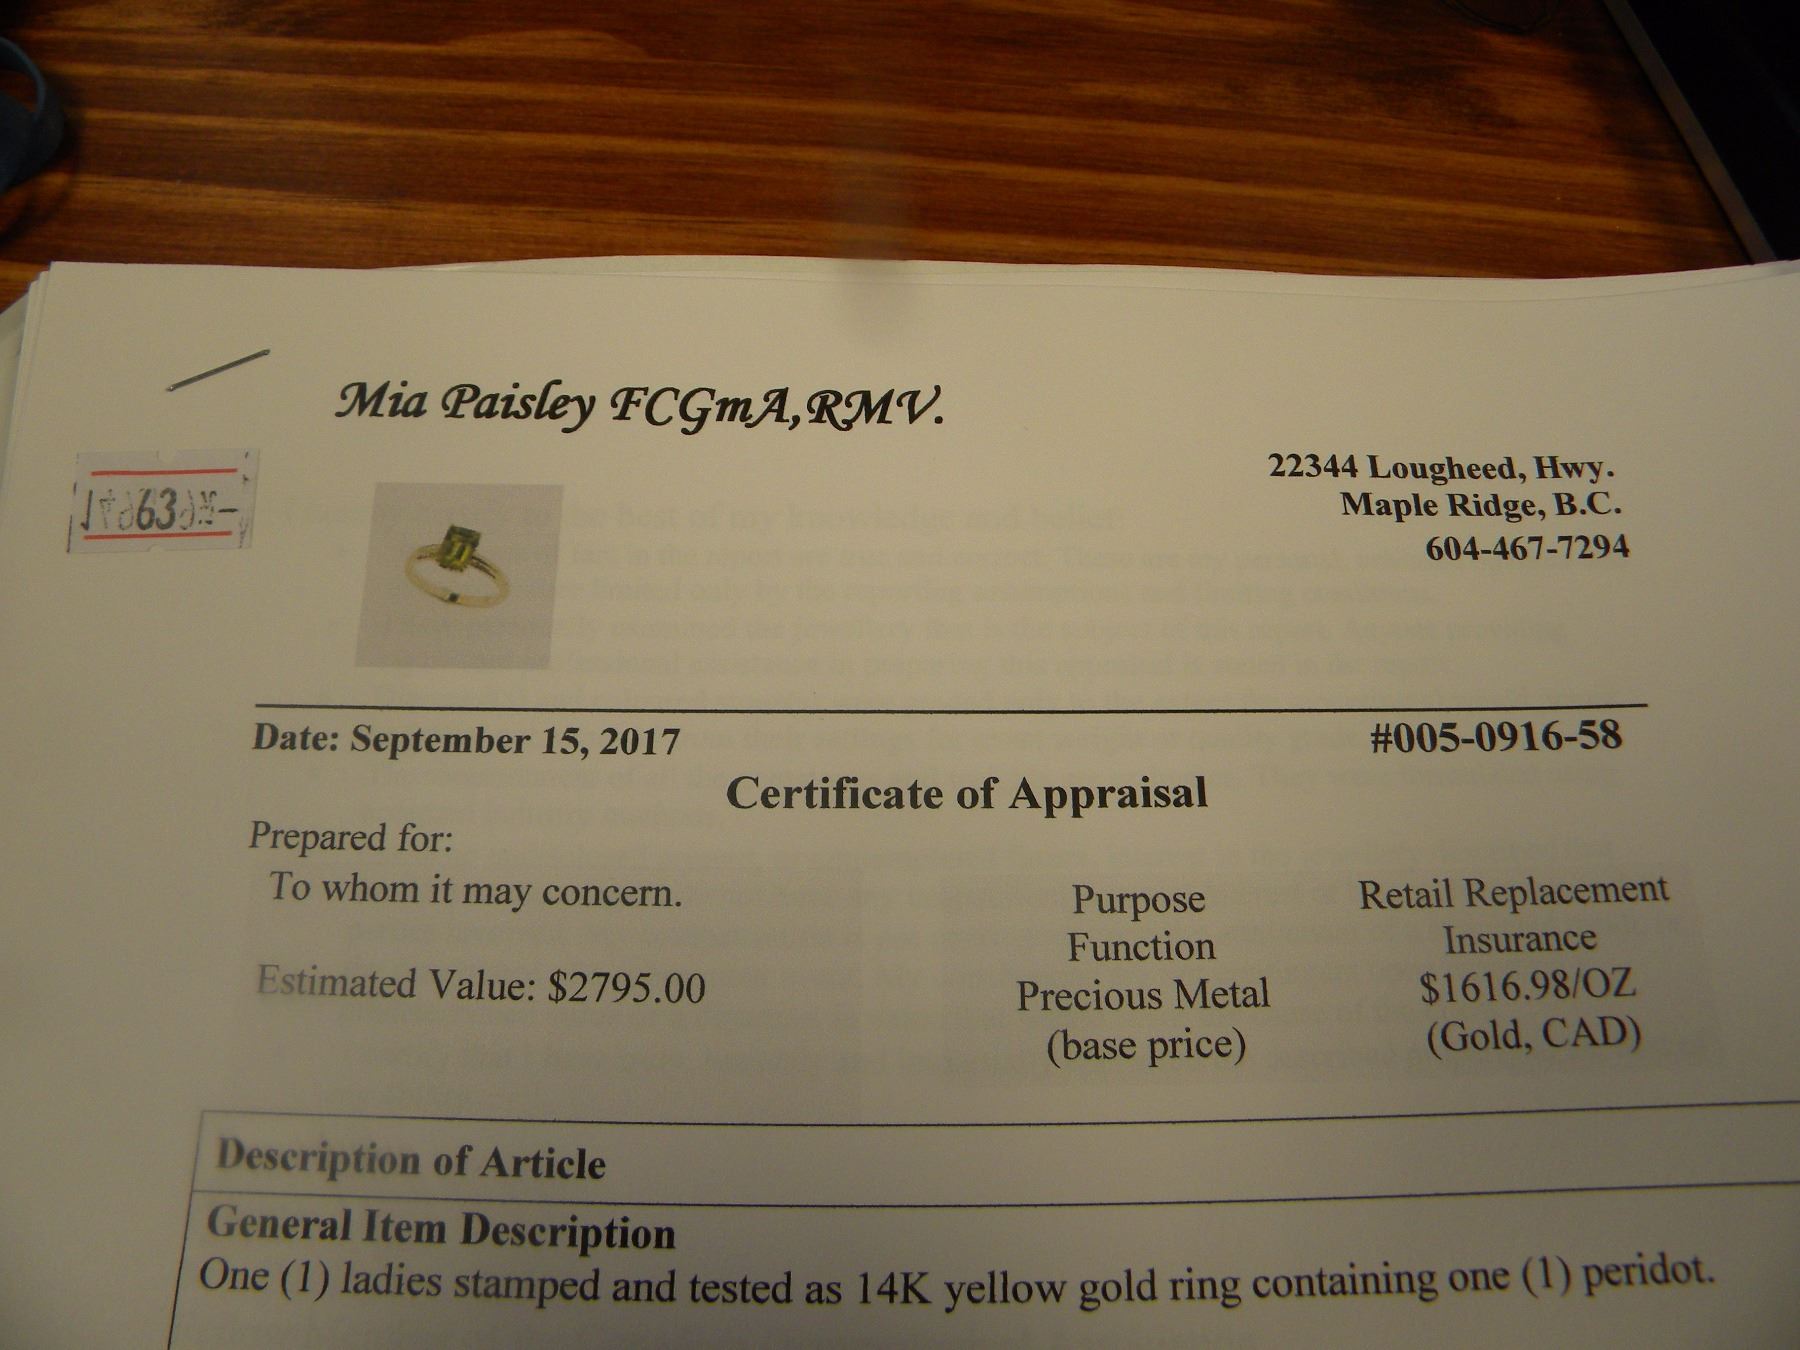 Mia Paisley FCGmA,RMV.
22344 Lougheed, Hwy.
Maple Ridge, B.C.
604-467-7294
Date: September 15, 2017
#005-0916-58
Certificate of Appraisal
Prepared for:
To whom it may concern.
Purpose Retail Replacement
Function Insurance
Estimated Value: $2795.00
Precious Metal $1616.98/OZ
(base price) (Gold, CAD)
Description of Article
General Item Description
One (1) ladies stamped and tested as 14K yellow gold ring containing one (1) peridot.